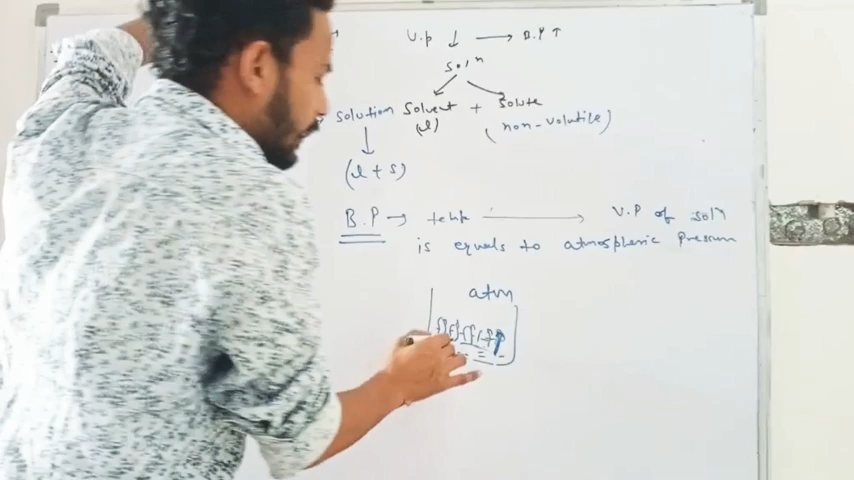 V.p ↓ → B.P ↑
solⁿ
solution solvent + solute
(l) (non-volatile)
(l + s)
B.P → temp → V.P of solⁿ
is equals to atmospheric pressure
atm